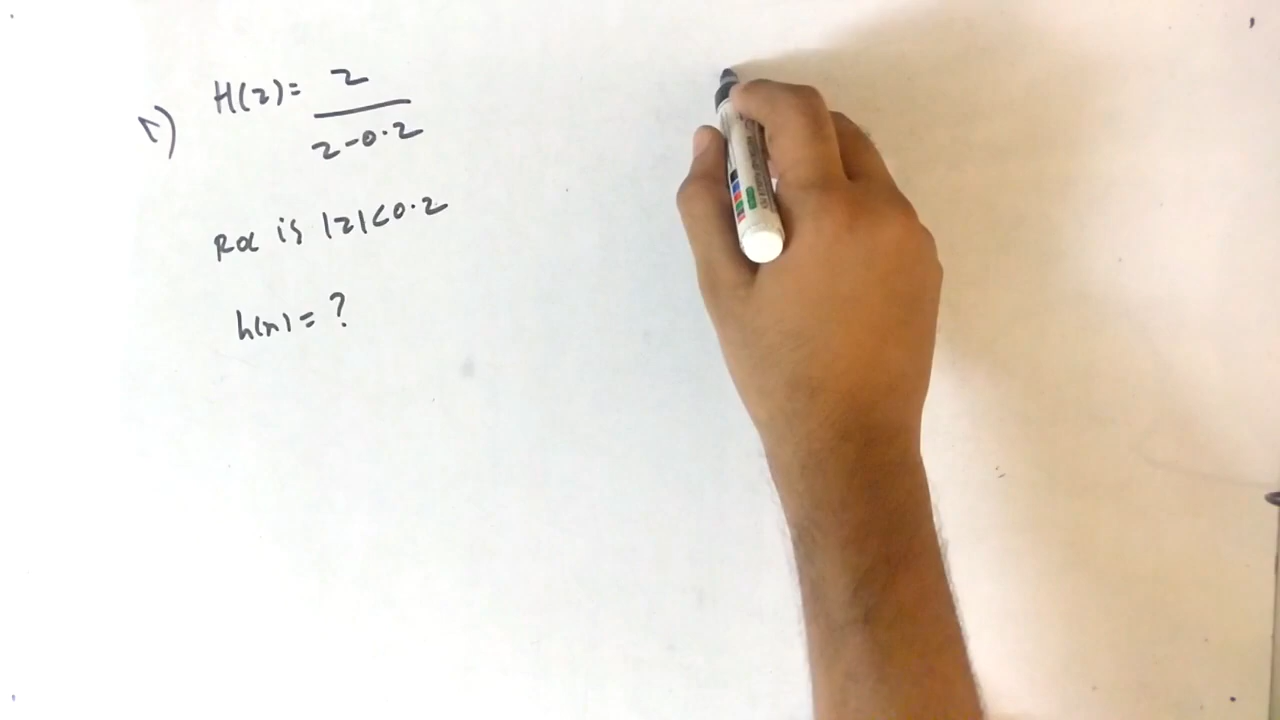 1) H(z) = z / z-0.2
ROC is |z|<0.2
h(n) = ?